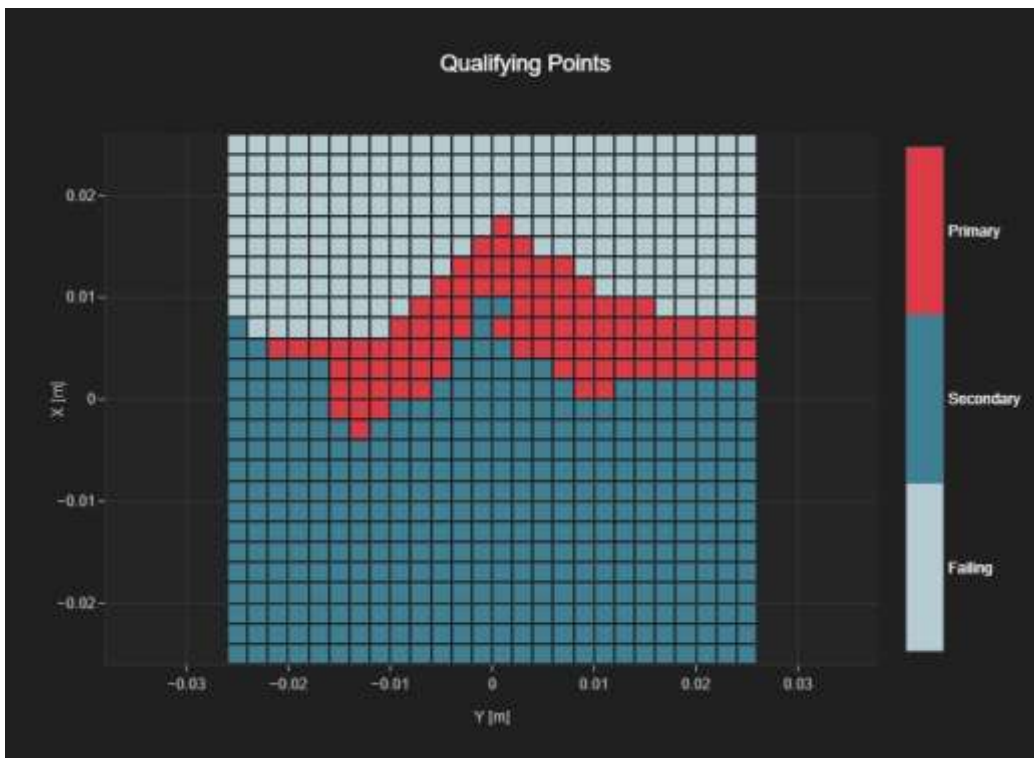 Qualifying Points
0.02
0.01
0
−0.01
−0.02
X [m]
−0.03
−0.02
−0.01
0
0.01
0.02
0.03
Y [m]
Primary
Secondary
Failing